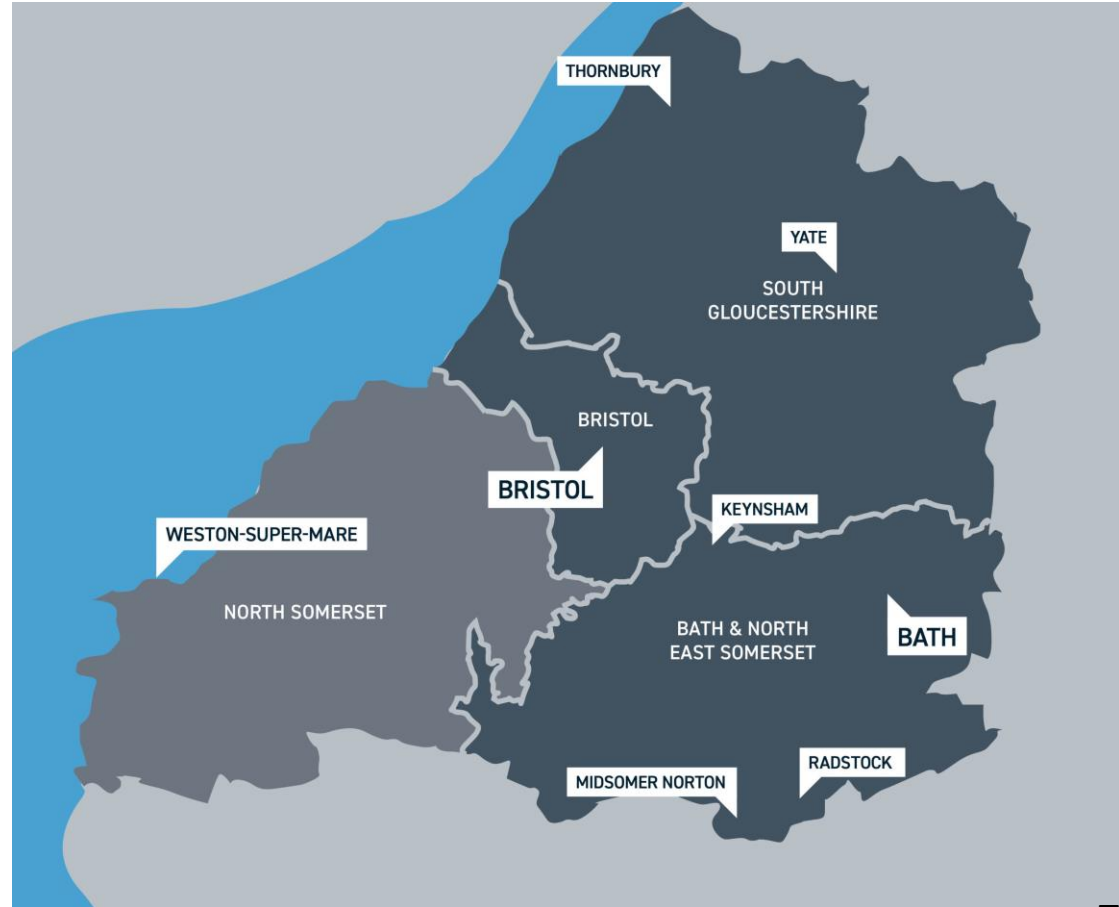 THORNBURY
YATE
SOUTH
GLOUCESTERSHIRE
BRISTOL
BRISTOL
KEYNSHAM
WESTON-SUPER-MARE
NORTH SOMERSET
BATH & NORTH
EAST SOMERSET
BATH
RADSTOCK
MIDSOMER NORTON